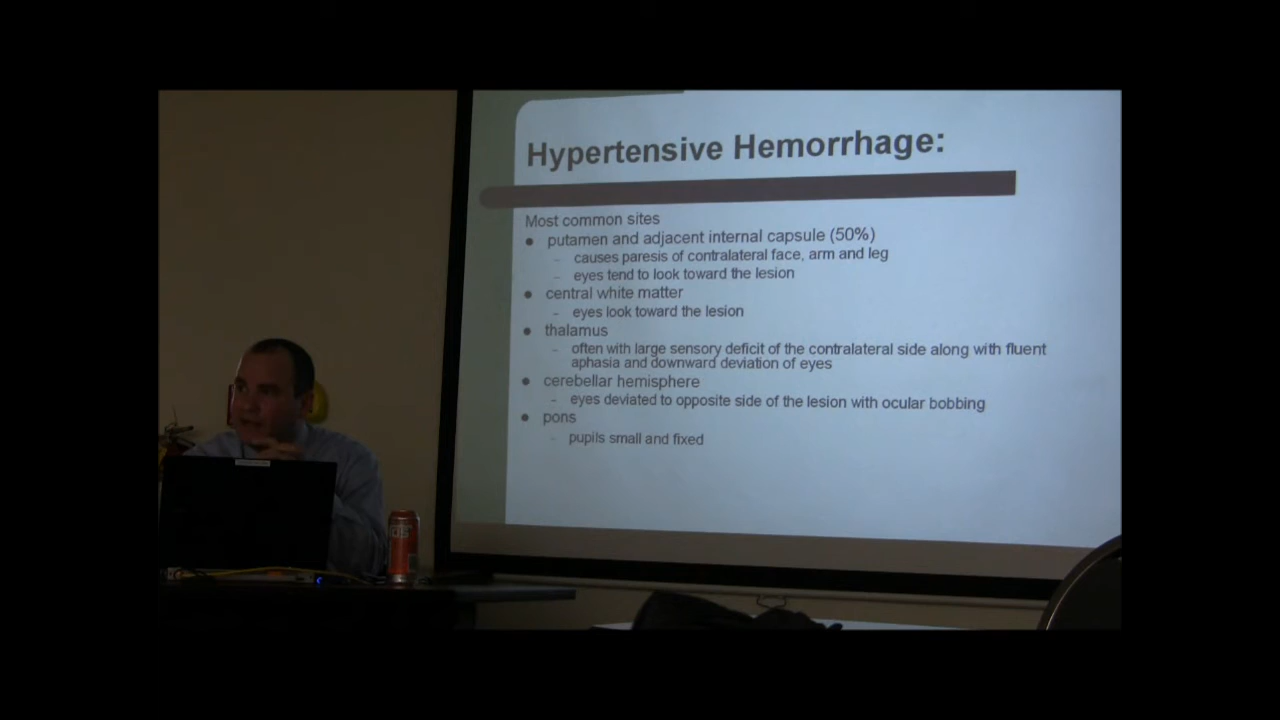 Hypertensive Hemorrhage:
Most common sites
● putamen and adjacent internal capsule (50%)
– causes paresis of contralateral face, arm and leg
– eyes tend to look toward the lesion
● central white matter
– eyes look toward the lesion
● thalamus
– often with large sensory deficit of the contralateral side along with fluent
aphasia and downward deviation of eyes
● cerebellar hemisphere
– eyes deviated to opposite side of the lesion with ocular bobbing
● pons
– pupils small and fixed